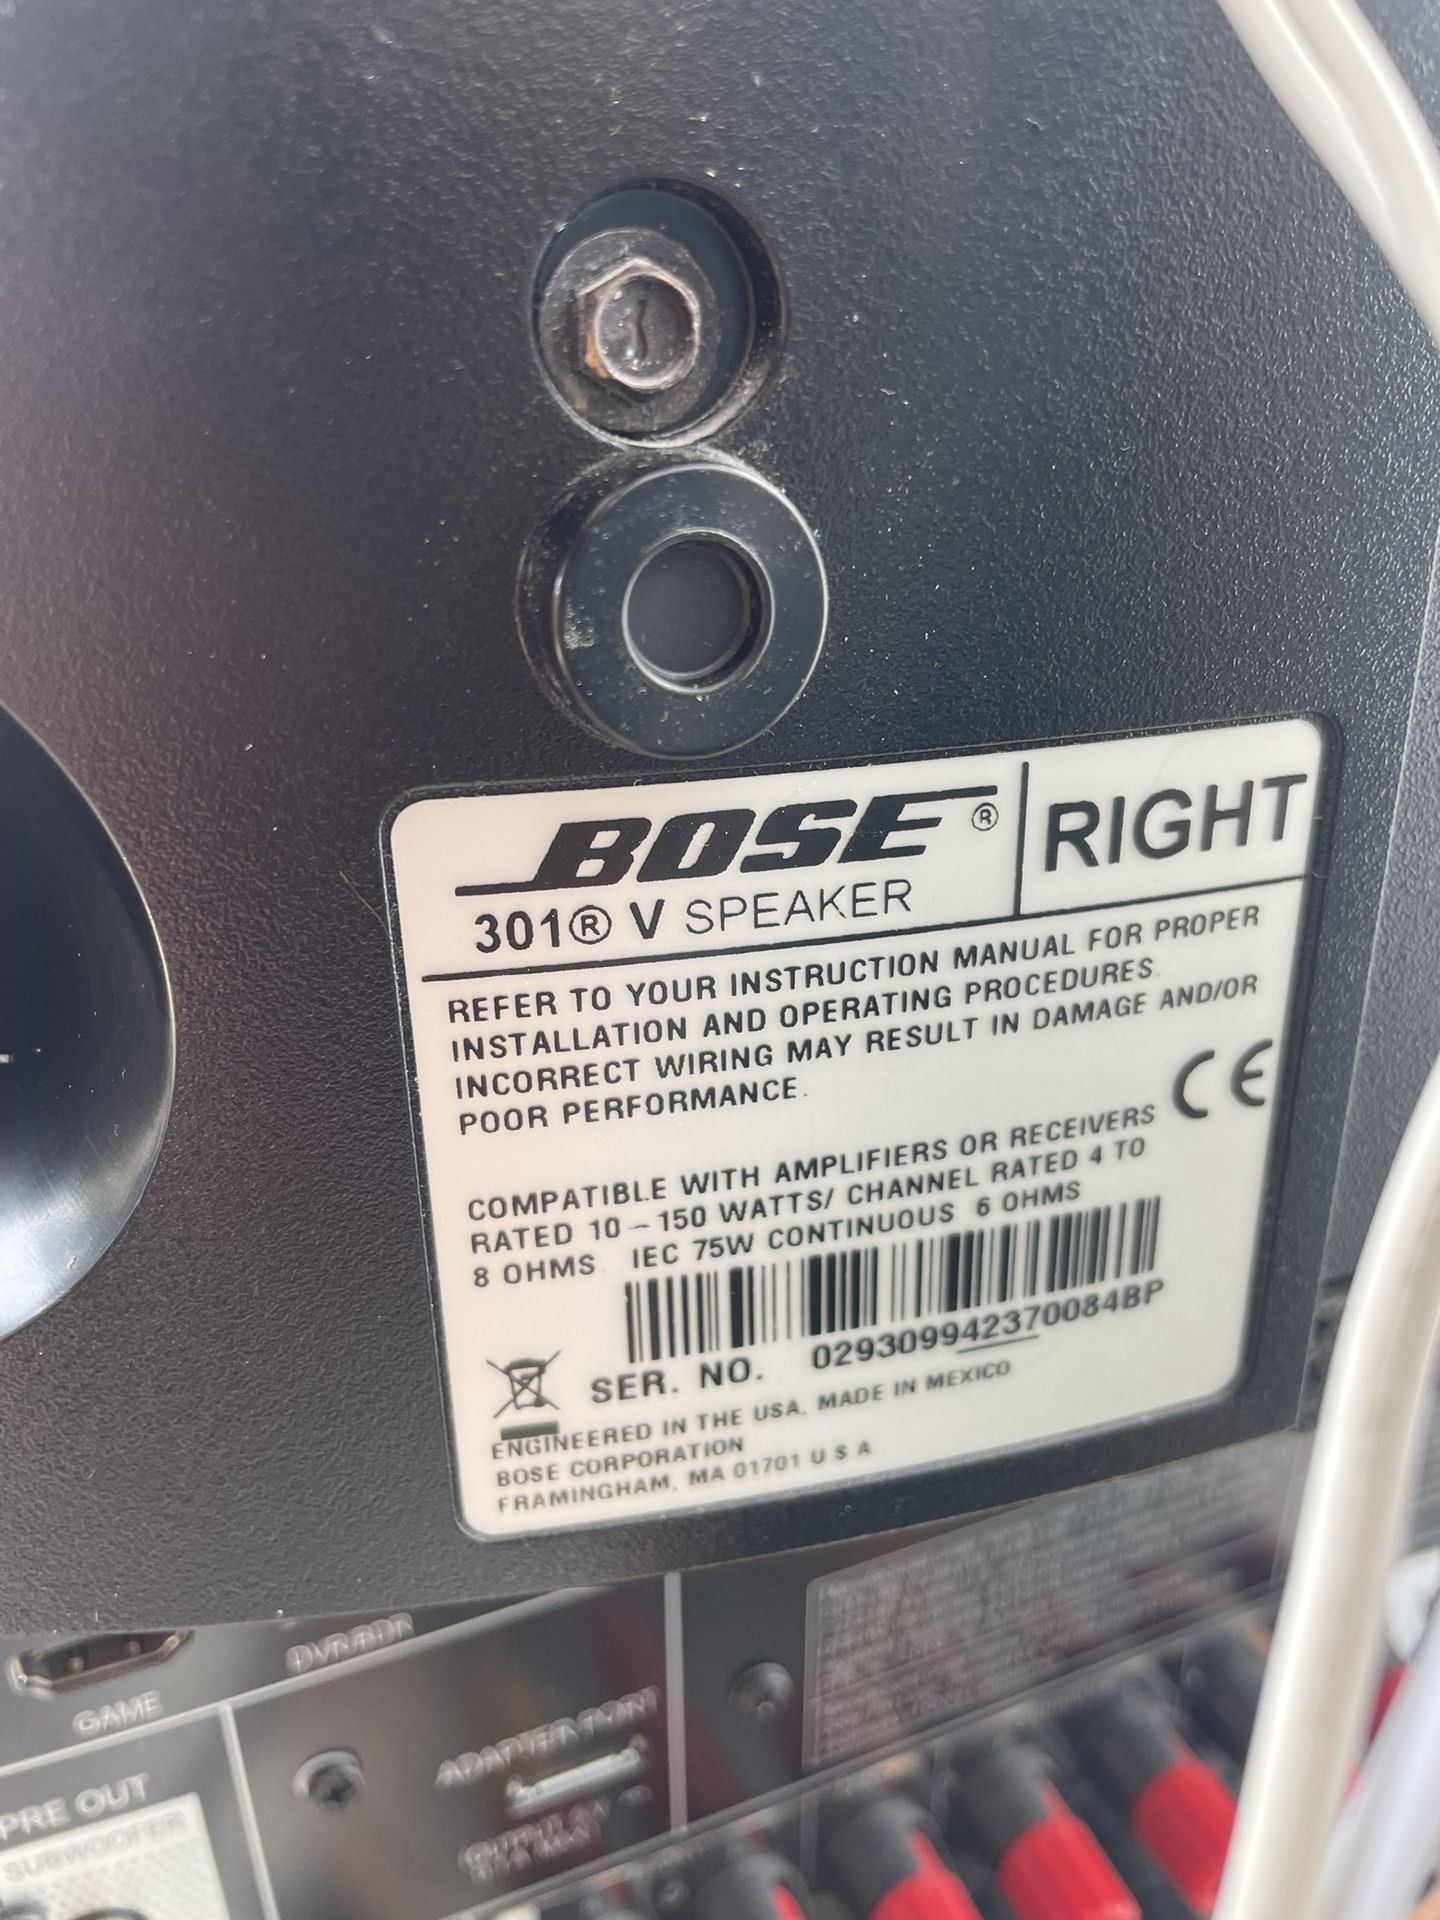 BOSE® RIGHT
301® V SPEAKER
REFER TO YOUR INSTRUCTION MANUAL FOR PROPER
INSTALLATION AND OPERATING PROCEDURES.
INCORRECT WIRING MAY RESULT IN DAMAGE AND/OR
POOR PERFORMANCE.
CE
COMPATIBLE WITH AMPLIFIERS OR RECEIVERS
RATED 10-150 WATTS/ CHANNEL RATED 4 TO
8 OHMS. IEC 75W CONTINUOUS 6 OHMS
SER. NO. 029309942370084BP
ENGINEERED IN THE USA, MADE IN MEXICO
BOSE CORPORATION
FRAMINGHAM, MA 01701 U S A
GAME
ADAPTER PORT
PRE OUT
SUBWOOFER